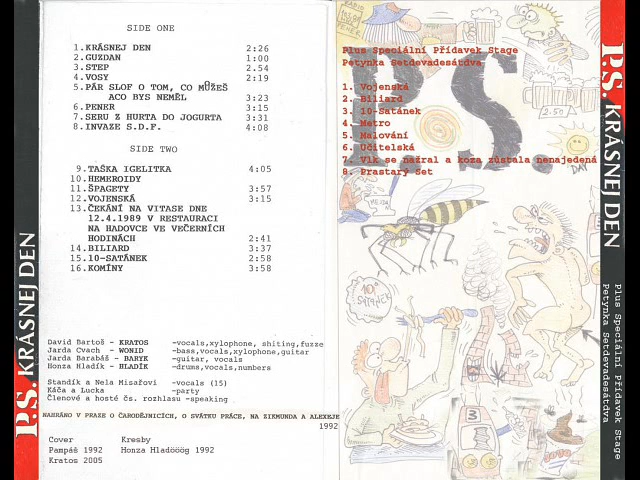 P.S. KRÁSNEJ DEN
SIDE ONE
1.KRÁSNEJ DEN 2:26
2.GUZDAN 1:00
3.STEP 2.54
4.VOSY 2:19
5.PÁR SLOF O TOM, CO MŮŽEŠ
ACO BYS NEMĚL 3:23
6.PENER 3:15
7.SERU Z HURTA DO JOGURTA 3:31
8.INVAZE S.D.F. 4:08
SIDE TWO
9.TAŠKA IGELITKA 4:05
10.HEMEROIDY
11.ŠPAGETY 3:57
12.VOJENSKÁ 3:15
13.ČEKÁNÍ NA VITASE DNE
12.4.1989 V RESTAURACI
NA HADOVCE VE VEČERNÍCH
HODINÁCH 2:41
14.BILIARD 3:37
15.10-SATÁNEK 2:58
16.KOMÍNY 3:58
David Bartoš - KRATOS -vocals,xylophone, shiting,fuzze
Jarda Cvach - WONID -bass,vocals,xylophone,guitar
Jarda Barabáš - BARYK -guitar, vocals
Honza Hladík - HLADÍK -drums,vocals,numbers
Standík a Nela Misařovi -vocals (15)
Káča a Lucka -party
Členové a hosté čs. rozhlasu -speaking
NAHRÁNO V PRAZE O ČARODĚJNICÍCH, O SVÁTKU PRÁCE, NA ZIKMUNDA A ALEXEJE
1992
Cover Kresby
Pampáš 1992 Honza Hladööög 1992
Kratos 2005
Plus Speciální Přídavek Stage
Petynka Setdevadesátdva
1. Vojenská
2. Biliard
3. 10-Satánek
4. Metro
5. Malování
6. Učitelská
7. Vlk se nažral a koza zůstala nenajedená
8. Prastarý Set
P.S.
2.50
DAY
10°
SATÁNEK
3
P.S. KRÁSNEJ DEN
Plus Speciální Přídavek Stage
Petynka Setdevadesátdva